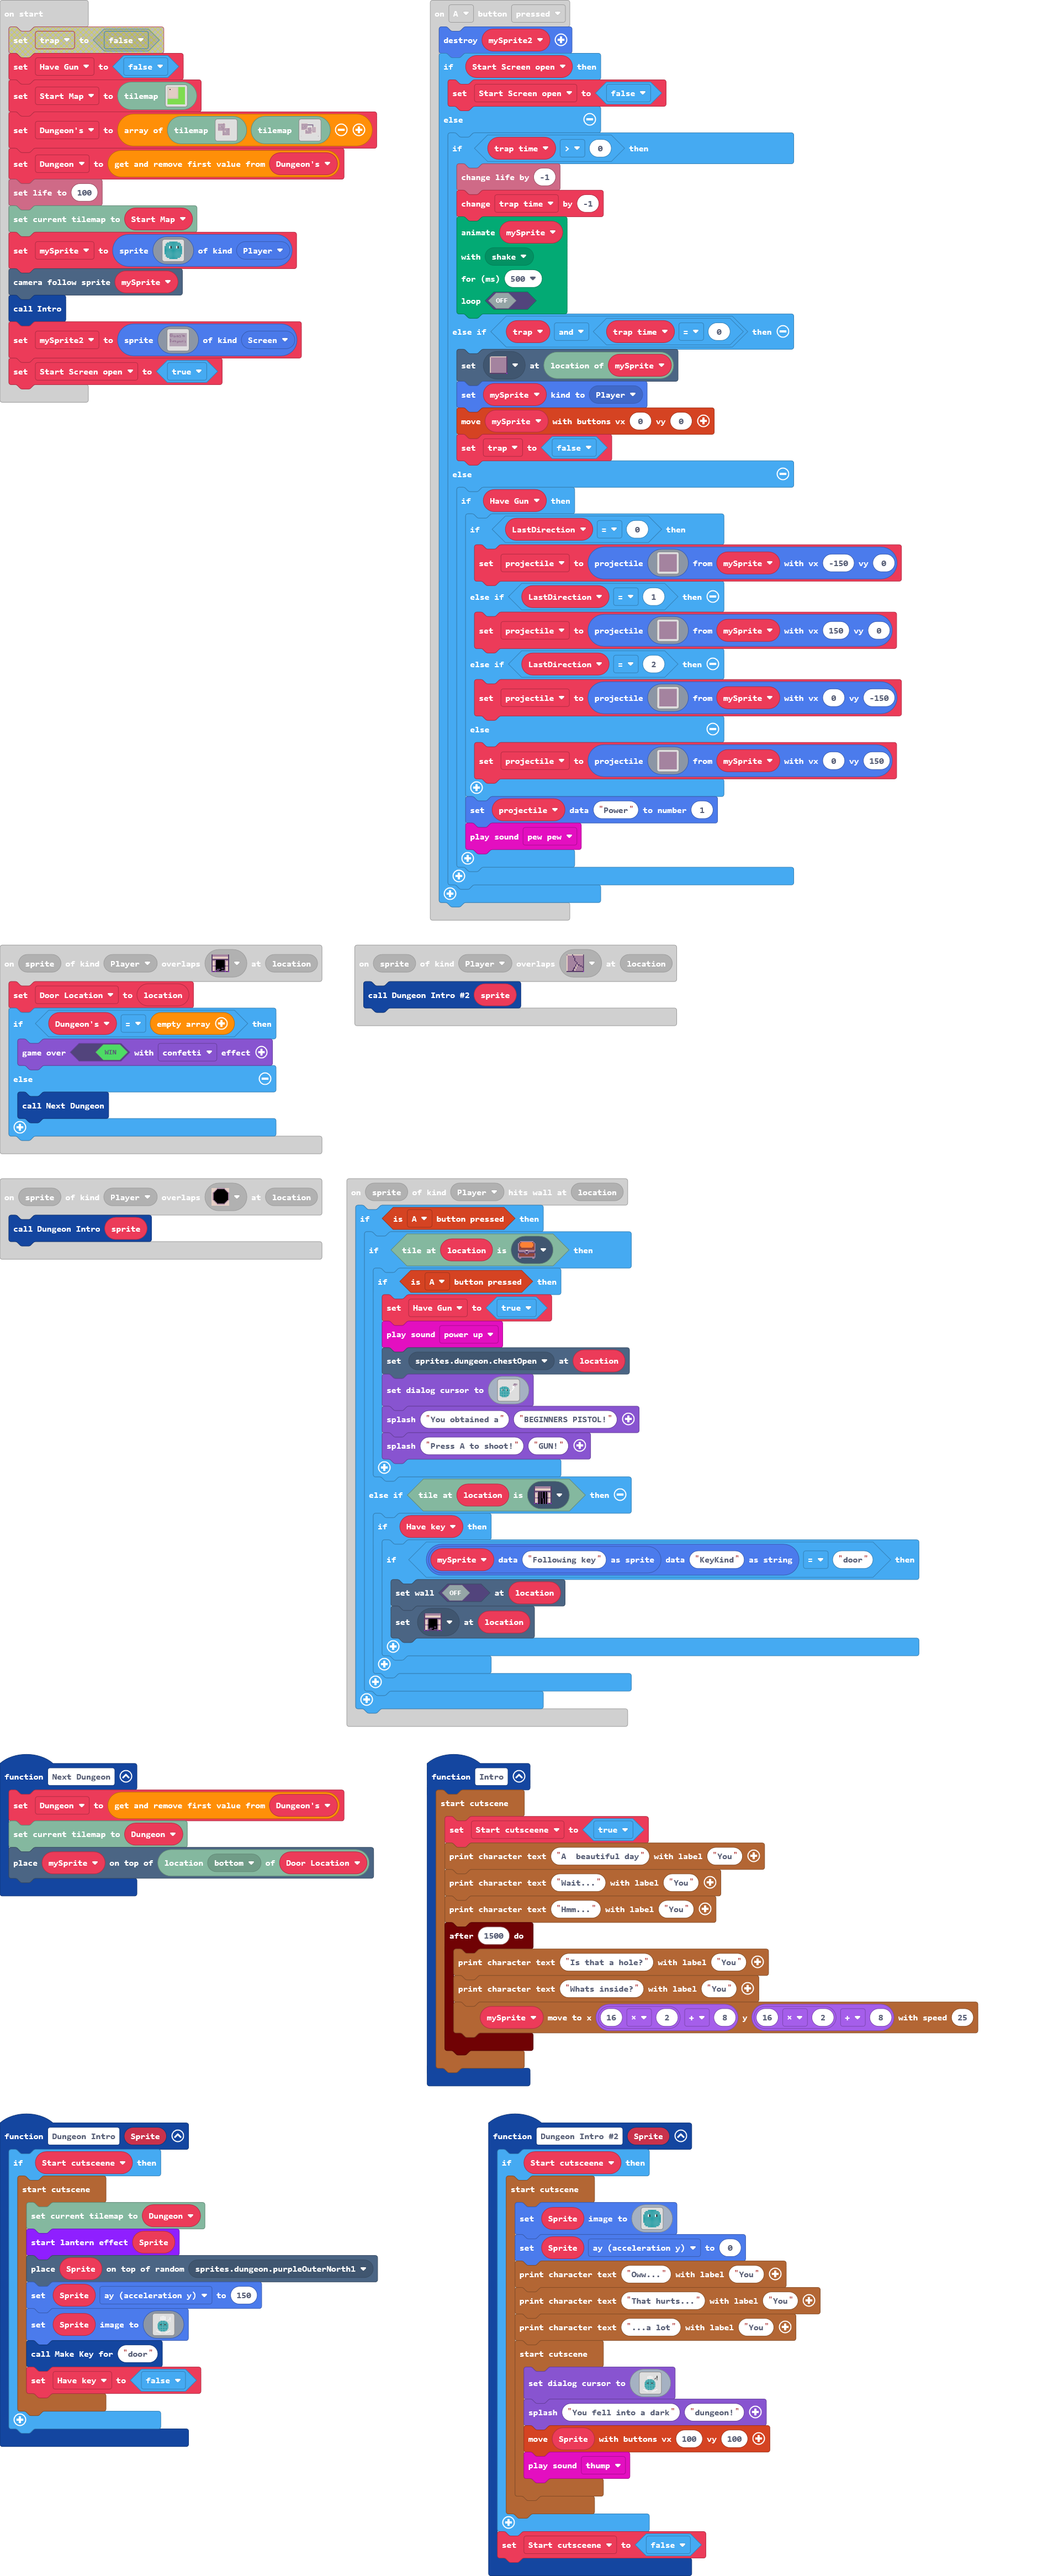 on start
set trap to false
set Have Gun to false
set Start Map to tilemap
set Dungeon's to array of tilemap tilemap
set Dungeon to get and remove first value from Dungeon's
set life to 100
set current tilemap to Start Map
set mySprite to sprite of kind Player
camera follow sprite mySprite
call Intro
set mySprite2 to sprite of kind Screen
set Start Screen open to true
on A button pressed
destroy mySprite2
if Start Screen open then
set Start Screen open to false
else
if trap time > 0 then
change life by -1
change trap time by -1
animate mySprite
with shake
for (ms) 500
loop OFF
else if trap and trap time = 0 then
set at location of mySprite
set mySprite kind to Player
move mySprite with buttons vx 0 vy 0
set trap to false
else
if Have Gun then
if LastDirection = 0 then
set projectile to projectile from mySprite with vx -150 vy 0
else if LastDirection = 1 then
set projectile to projectile from mySprite with vx 150 vy 0
else if LastDirection = 2 then
set projectile to projectile from mySprite with vx 0 vy -150
else
set projectile to projectile from mySprite with vx 0 vy 150
set projectile data "Power" to number 1
play sound pew pew
on sprite of kind Player overlaps at location
set Door Location to location
if Dungeon's = empty array then
game over WIN with confetti effect
else
call Next Dungeon
on sprite of kind Player overlaps at location
call Dungeon Intro #2 sprite
on sprite of kind Player overlaps at location
call Dungeon Intro sprite
on sprite of kind Player hits wall at location
if is A button pressed then
if tile at location is then
if is A button pressed then
set Have Gun to true
play sound power up
set sprites.dungeon.chestOpen at location
set dialog cursor to
splash "You obtained a" "BEGINNERS PISTOL!"
splash "Press A to shoot!" "GUN!"
else if tile at location is then
if Have key then
if mySprite data "Following key" as sprite data "KeyKind" as string = "door" then
set wall OFF at location
set at location
function Next Dungeon
set Dungeon to get and remove first value from Dungeon's
set current tilemap to Dungeon
place mySprite on top of location bottom of Door Location
function Intro
start cutscene
set Start cutsceene to true
print character text "A  beautiful day" with label "You"
print character text "Wait..." with label "You"
print character text "Hmm..." with label "You"
after 1500 do
print character text "Is that a hole?" with label "You"
print character text "Whats inside?" with label "You"
mySprite move to x 16 × 2 + 8 y 16 × 2 + 8 with speed 25
function Dungeon Intro Sprite
if Start cutsceene then
start cutscene
set current tilemap to Dungeon
start lantern effect Sprite
place Sprite on top of random sprites.dungeon.purpleOuterNorth1
set Sprite ay (acceleration y) to 150
set Sprite image to
call Make Key for "door"
set Have key to false
function Dungeon Intro #2 Sprite
if Start cutsceene then
start cutscene
set Sprite image to
set Sprite ay (acceleration y) to 0
print character text "Oww..." with label "You"
print character text "That hurts..." with label "You"
print character text "...a lot" with label "You"
start cutscene
set dialog cursor to
splash "You fell into a dark" "dungeon!"
move Sprite with buttons vx 100 vy 100
play sound thump
set Start cutsceene to false